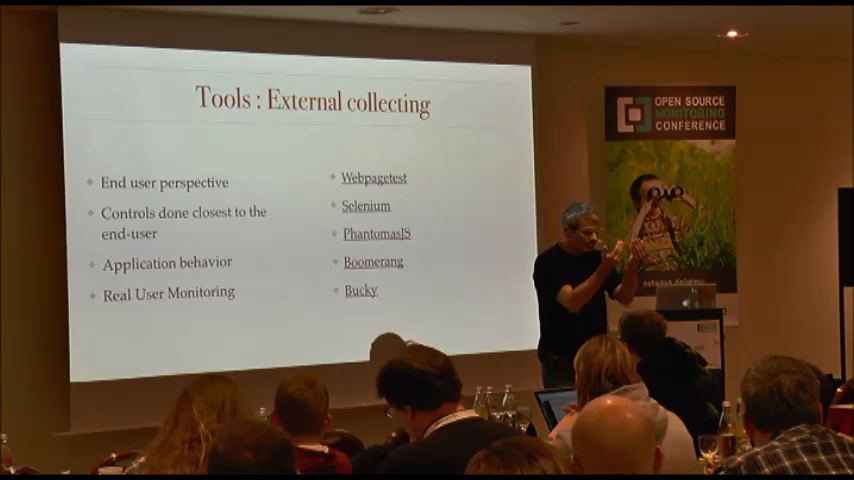 Tools : External collecting
End user perspective
Controls done closest to the
end-user
Application behavior
Real User Monitoring
Webpagetest
Selenium
PhantomasJS
Boomerang
Bucky
OPEN SOURCE
MONITORING
CONFERENCE